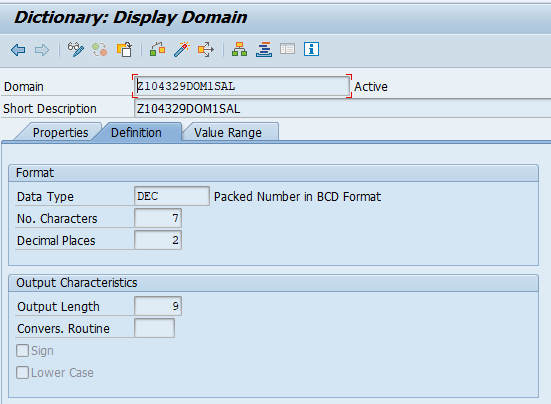 Dictionary: Display Domain
Domain Z104329DOM1SAL Active
Short Description Z104329DOM1SAL
Properties Definition Value Range
Format
Data Type DEC Packed Number in BCD Format
No. Characters 7
Decimal Places 2
Output Characteristics
Output Length 9
Convers. Routine
Sign
Lower Case